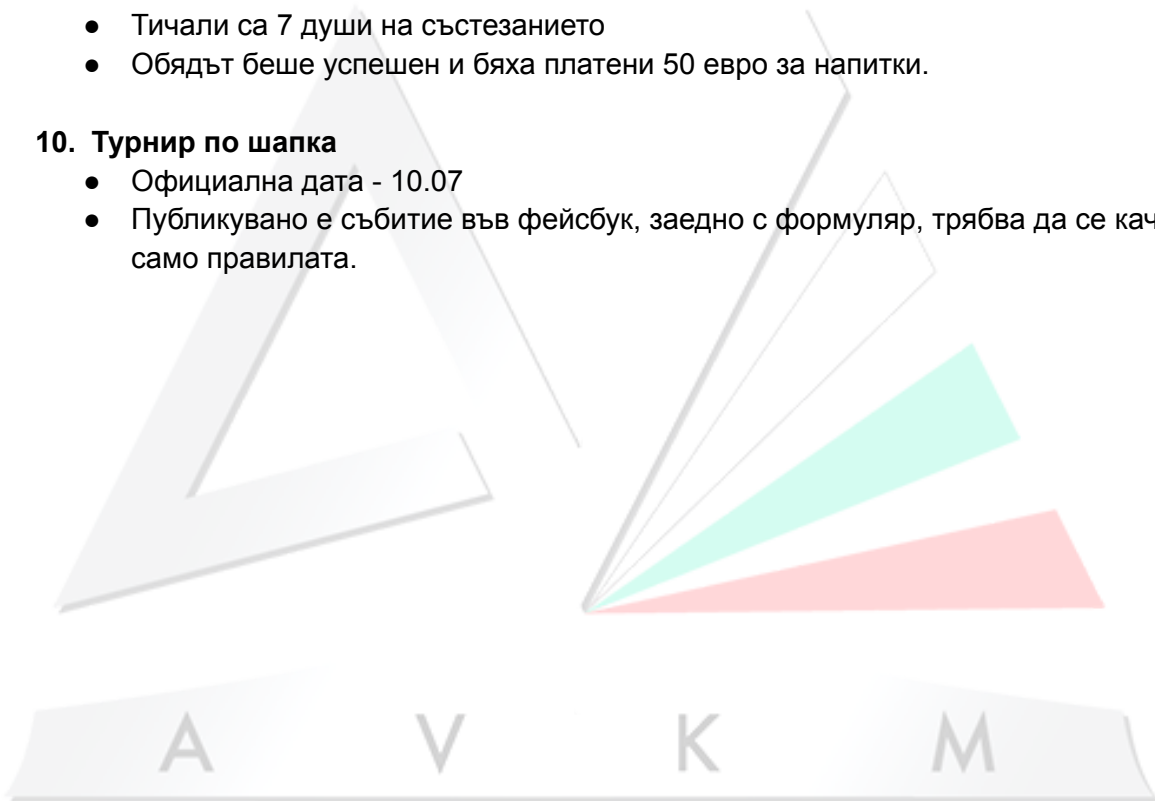 ● Тичали са 7 души на състезанието
● Обядът беше успешен и бяха платени 50 евро за напитки.
10. Турнир по шапка
● Официална дата - 10.07
● Публикувано е събитие във фейсбук, заедно с формуляр, трябва да се кач
само правилата.
A V K M